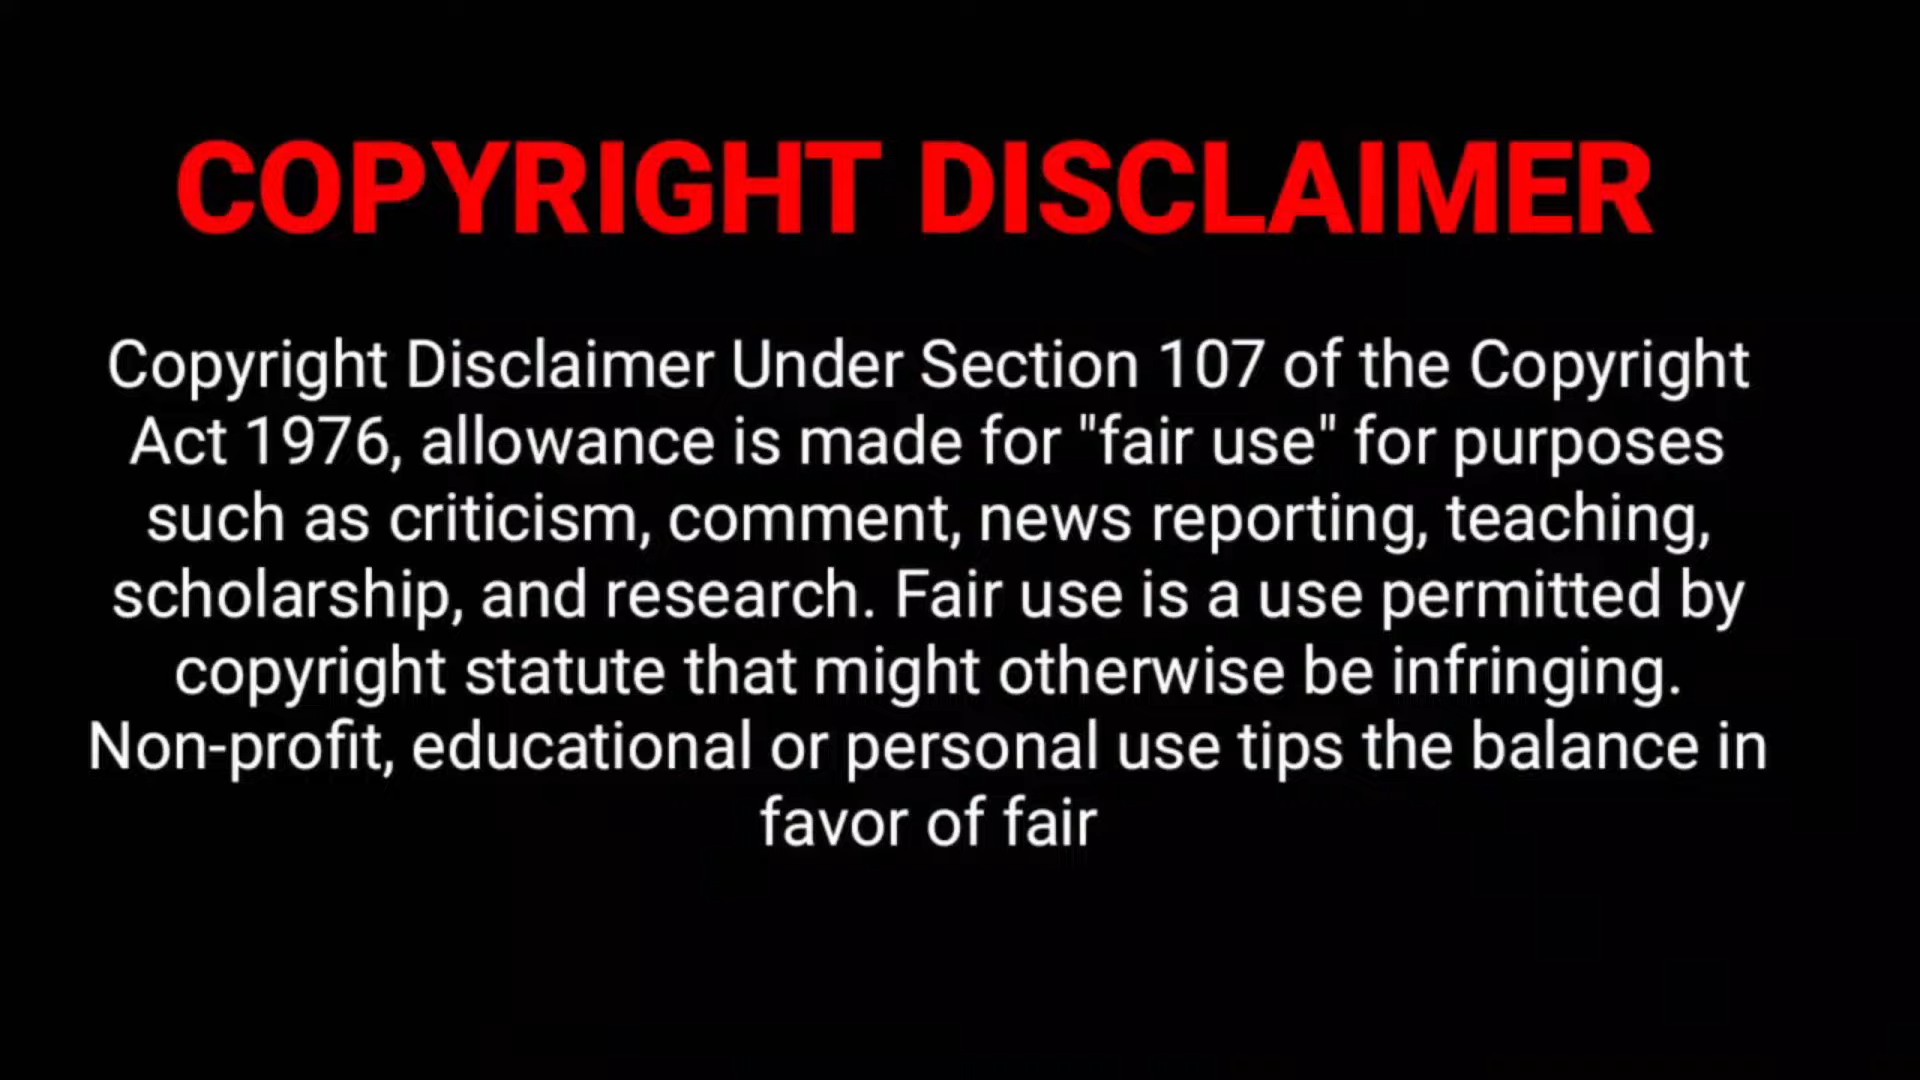 COPYRIGHT DISCLAIMER
Copyright Disclaimer Under Section 107 of the Copyright
Act 1976, allowance is made for "fair use" for purposes
such as criticism, comment, news reporting, teaching,
scholarship, and research. Fair use is a use permitted by
copyright statute that might otherwise be infringing.
Non-profit, educational or personal use tips the balance in
favor of fair